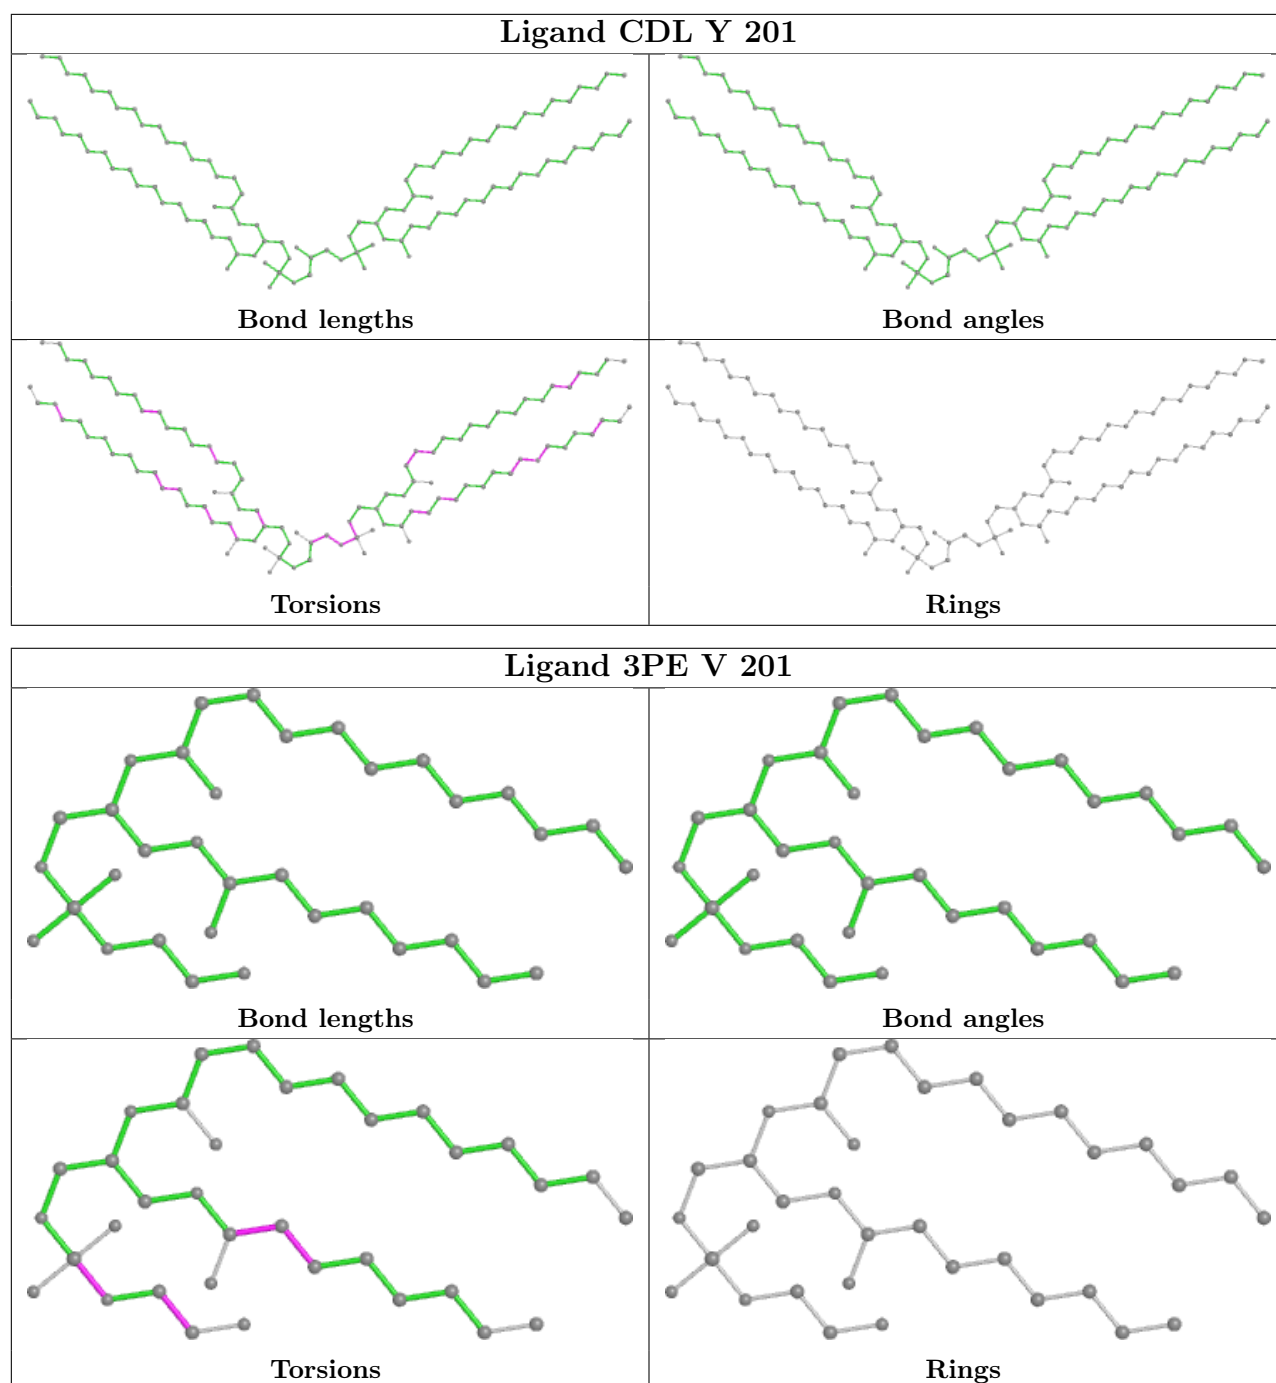 Ligand CDL Y 201
Bond lengths
Bond angles
Torsions
Rings
Ligand 3PE V 201
Bond lengths
Bond angles
Torsions
Rings